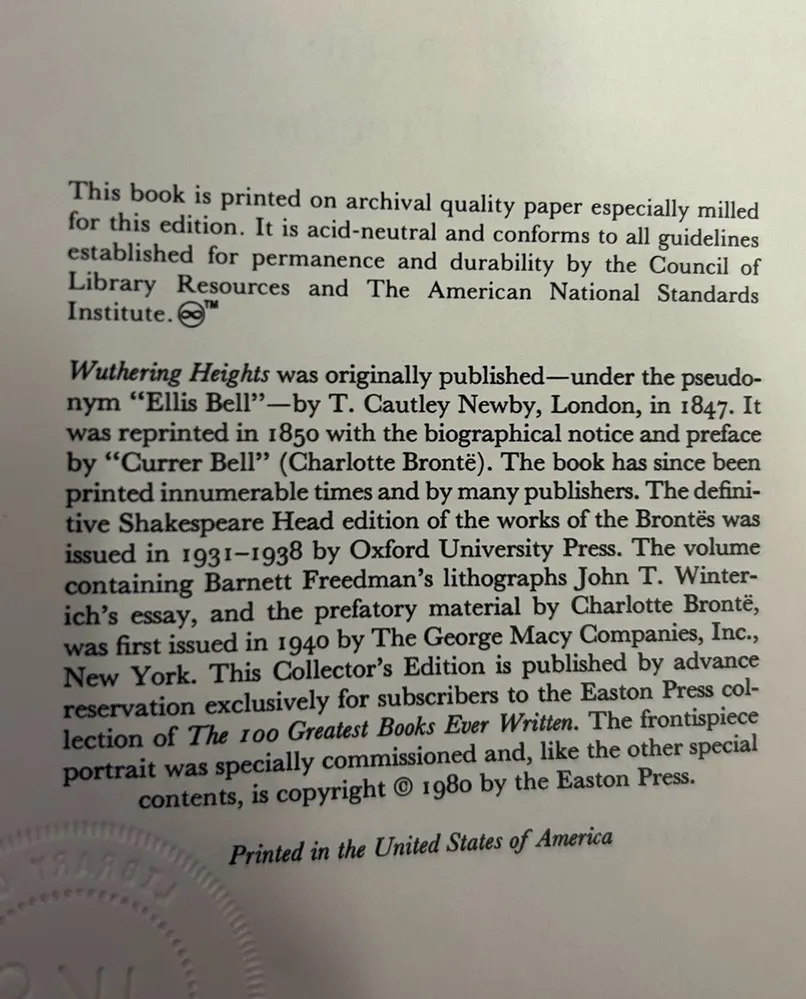 This book is printed on archival quality paper especially milled
for this edition. It is acid-neutral and conforms to all guidelines
established for permanence and durability by the Council of
Library Resources and The American National Standards
Institute. ♾™
Wuthering Heights was originally published—under the pseudo-
nym “Ellis Bell”—by T. Cautley Newby, London, in 1847. It
was reprinted in 1850 with the biographical notice and preface
by “Currer Bell” (Charlotte Brontë). The book has since been
printed innumerable times and by many publishers. The defini-
tive Shakespeare Head edition of the works of the Brontës was
issued in 1931–1938 by Oxford University Press. The volume
containing Barnett Freedman’s lithographs John T. Winter-
ich’s essay, and the prefatory material by Charlotte Brontë,
was first issued in 1940 by The George Macy Companies, Inc.,
New York. This Collector’s Edition is published by advance
reservation exclusively for subscribers to the Easton Press col-
lection of The 100 Greatest Books Ever Written. The frontispiece
portrait was specially commissioned and, like the other special
contents, is copyright © 1980 by the Easton Press.
Printed in the United States of America
LIBRARY